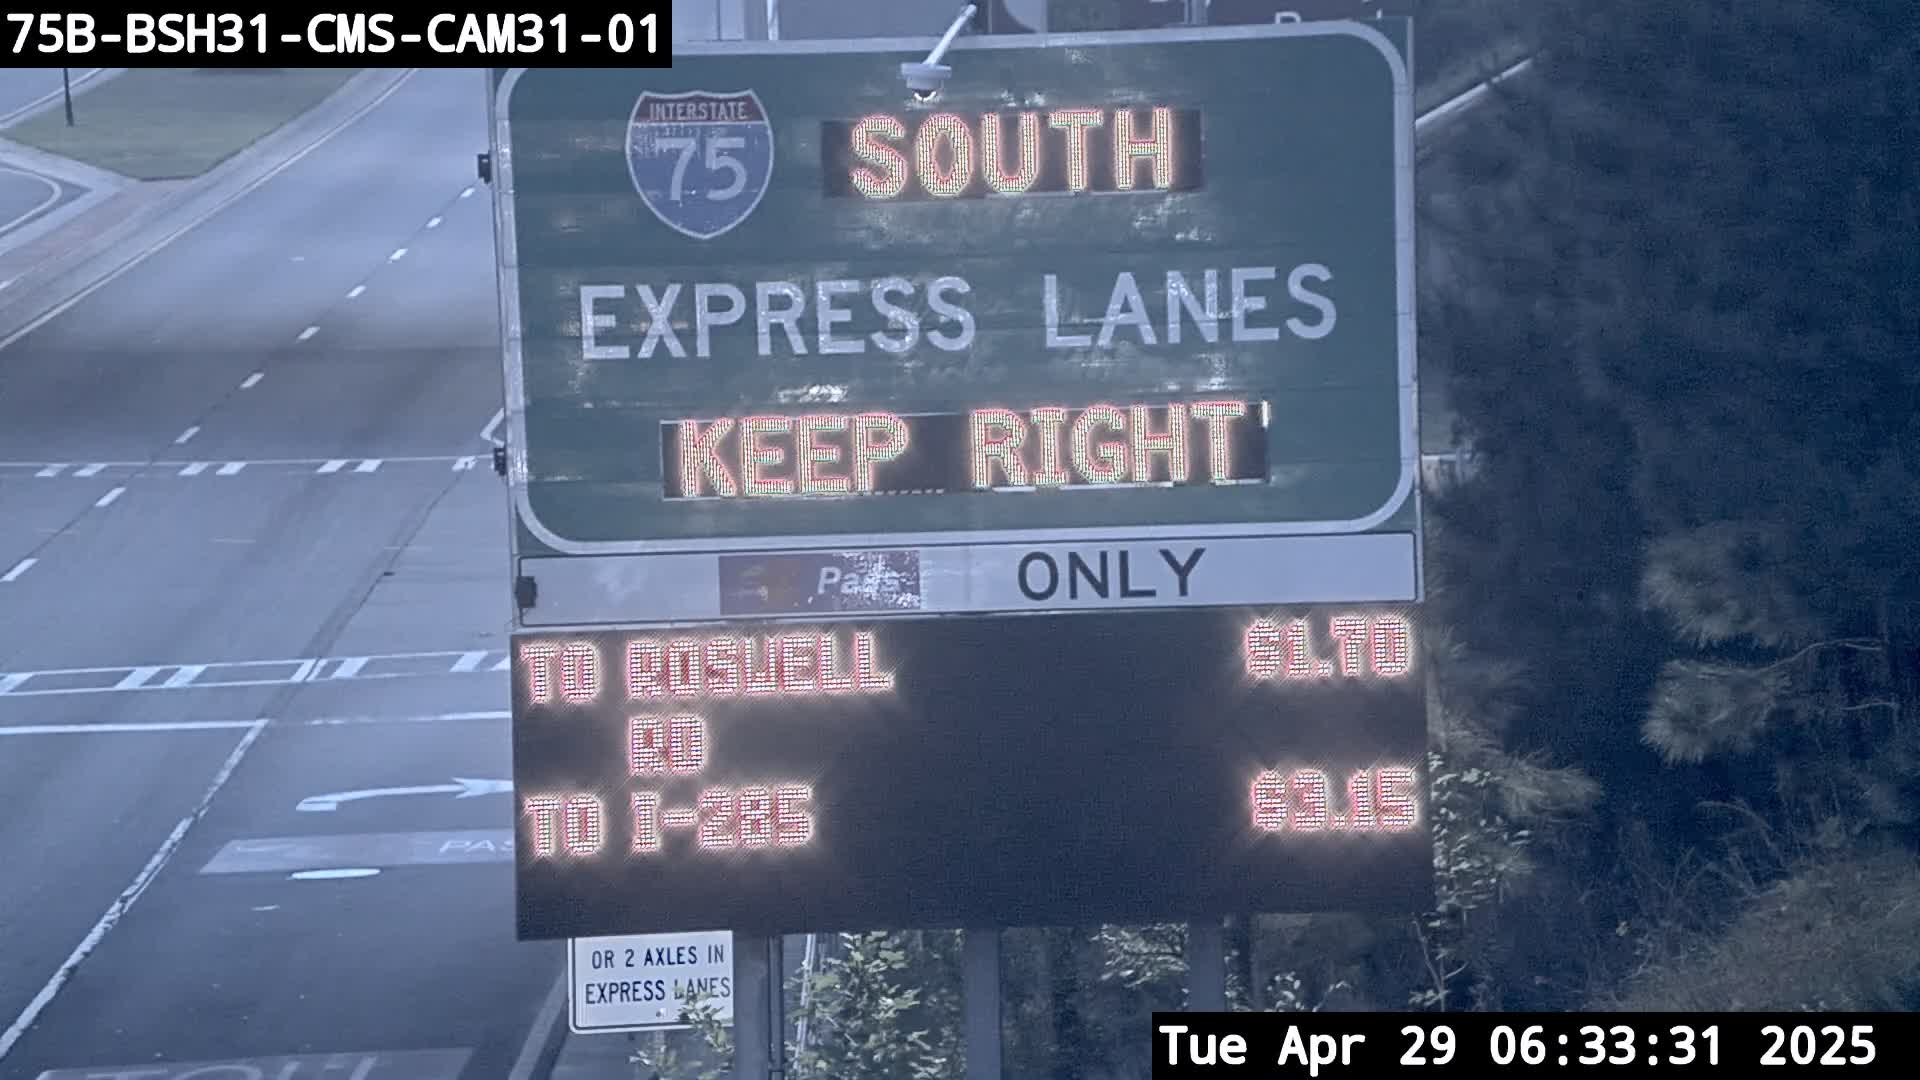 75B-BSH31-CMS-CAM31-01
INTERSTATE
75
SOUTH
EXPRESS LANES
KEEP RIGHT
Pass ONLY
TO ROSWELL $1.70
RD
TO I-285 $3.15
OR 2 AXLES IN
EXPRESS LANES
Tue Apr 29 06:33:31 2025